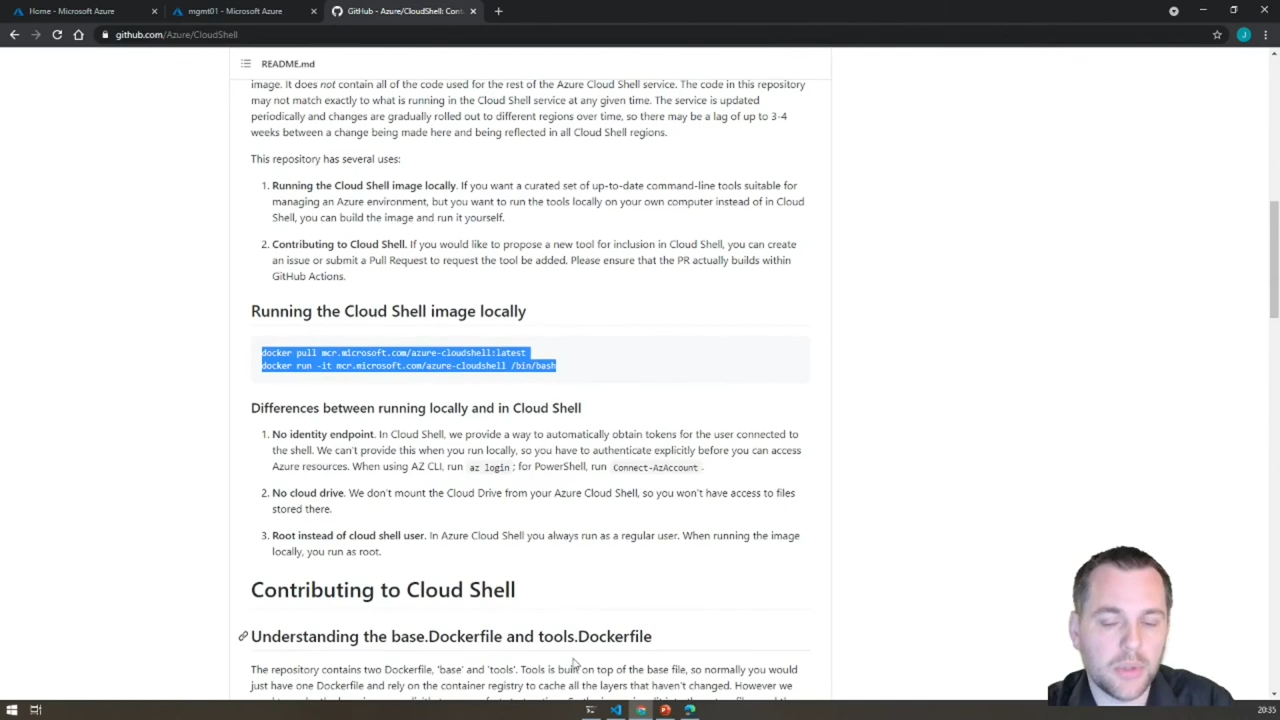 Home - Microsoft Azure
mgmt01 - Microsoft Azure
GitHub - Azure/CloudShell: Cont
github.com/Azure/CloudShell
J
README.md
image. It does not contain all of the code used for the rest of the Azure Cloud Shell service. The code in this repository
may not match exactly to what is running in the Cloud Shell service at any given time. The service is updated
periodically and changes are gradually rolled out to different regions over time, so there may be a lag of up to 3-4
weeks between a change being made here and being reflected in all Cloud Shell regions.
This repository has several uses:
1. Running the Cloud Shell image locally. If you want a curated set of up-to-date command-line tools suitable for
managing an Azure environment, but you want to run the tools locally on your own computer instead of in Cloud
Shell, you can build the image and run it yourself.
2. Contributing to Cloud Shell. If you would like to propose a new tool for inclusion in Cloud Shell, you can create
an issue or submit a Pull Request to request the tool be added. Please ensure that the PR actually builds within
GitHub Actions.
Running the Cloud Shell image locally
docker pull mcr.microsoft.com/azure-cloudshell:latest
docker run -it mcr.microsoft.com/azure-cloudshell /bin/bash
Differences between running locally and in Cloud Shell
1. No identity endpoint. In Cloud Shell, we provide a way to automatically obtain tokens for the user connected to
the shell. We can't provide this when you run locally, so you have to authenticate explicitly before you can access
Azure resources. When using AZ CLI, run az login; for PowerShell, run Connect-AzAccount.
2. No cloud drive. We don't mount the Cloud Drive from your Azure Cloud Shell, so you won't have access to files
stored there.
3. Root instead of cloud shell user. In Azure Cloud Shell you always run as a regular user. When running the image
locally, you run as root.
Contributing to Cloud Shell
Understanding the base.Dockerfile and tools.Dockerfile
The repository contains two Dockerfile, 'base' and 'tools'. Tools is built on top of the base file, so normally you would
just have one Dockerfile and rely on the container registry to cache all the layers that haven't changed. However we
20:35